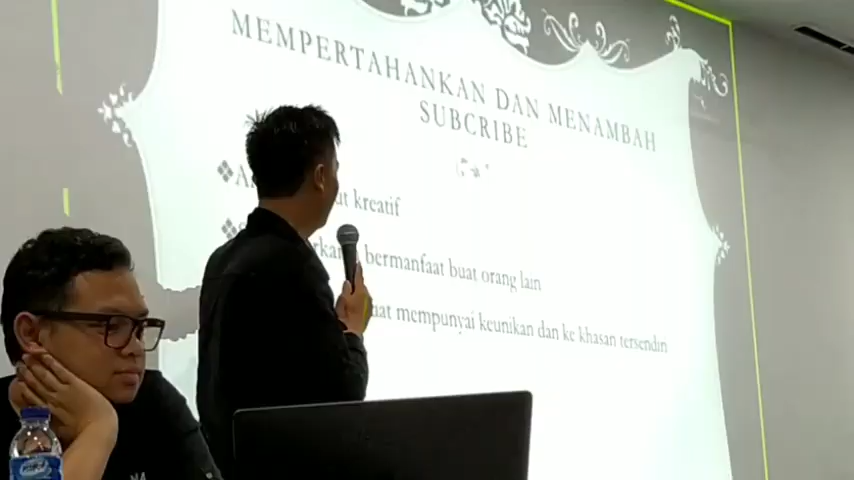 MEMPERTAHANKAN DAN MENAMBAH
SUBCRIBE
kreatif
bermanfaat buat orang lain
mempunyai keunikan dan ke khasan tersendiri